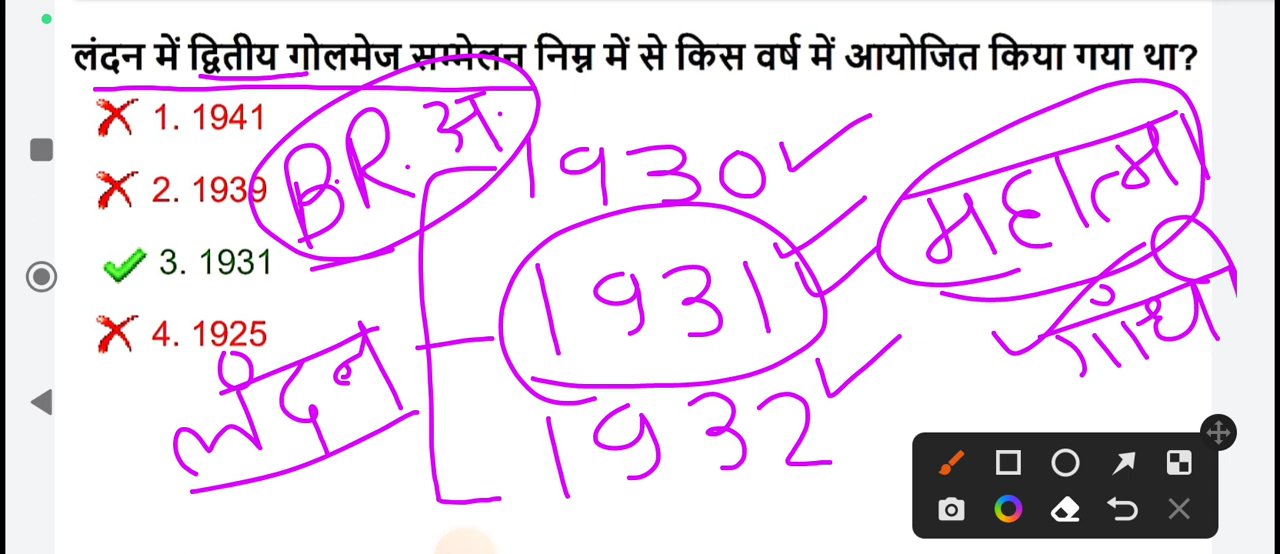 लंदन में द्वितीय गोलमेज सम्मेलन निम्न में से किस वर्ष में आयोजित किया गया था?
1. 1941
2. 1939
3. 1931
4. 1925
B.R. अ.
1930
1931
1932
लंदन
महात्मा
गांधी